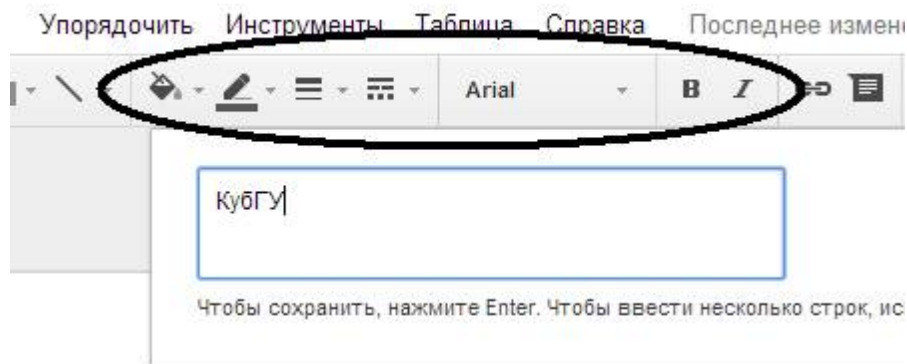 Упорядочить Инструменты Таблица Справка Последнее измен
Arial B I
КубГУ
Чтобы сохранить, нажмите Enter. Чтобы ввести несколько строк, ис